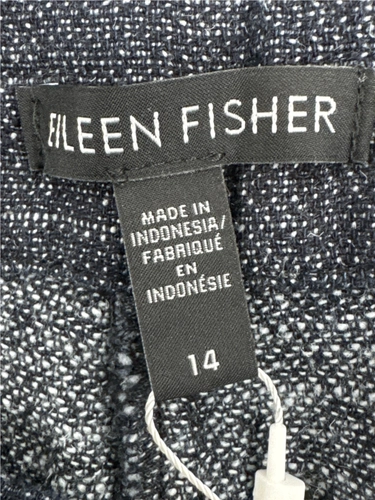 EILEEN FISHER
MADE IN
INDONESIA/
FABRIQUÉ
EN
INDONÉSIE
14